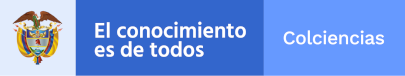 El conocimiento
es de todos
Colciencias